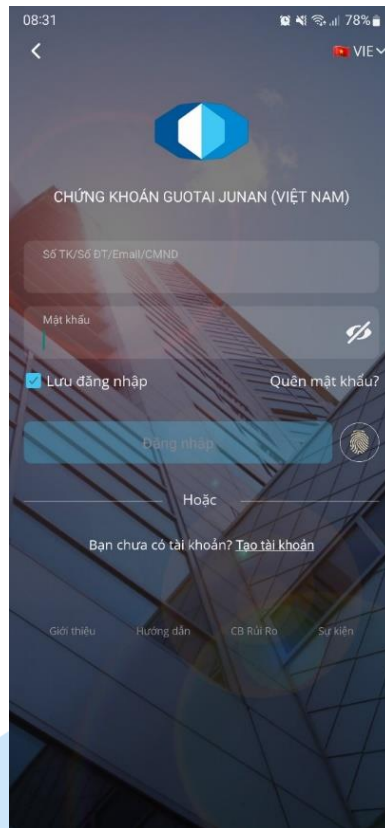 08:31 78%
VIE
CHỨNG KHOÁN GUOTAI JUNAN (VIỆT NAM)
Số TK/Số ĐT/Email/CMND
Mật khẩu
Lưu đăng nhập Quên mật khẩu?
Đăng nhập
Hoặc
Bạn chưa có tài khoản? Tạo tài khoản
Giới thiệu Hướng dẫn CB Rủi Ro Sự kiện